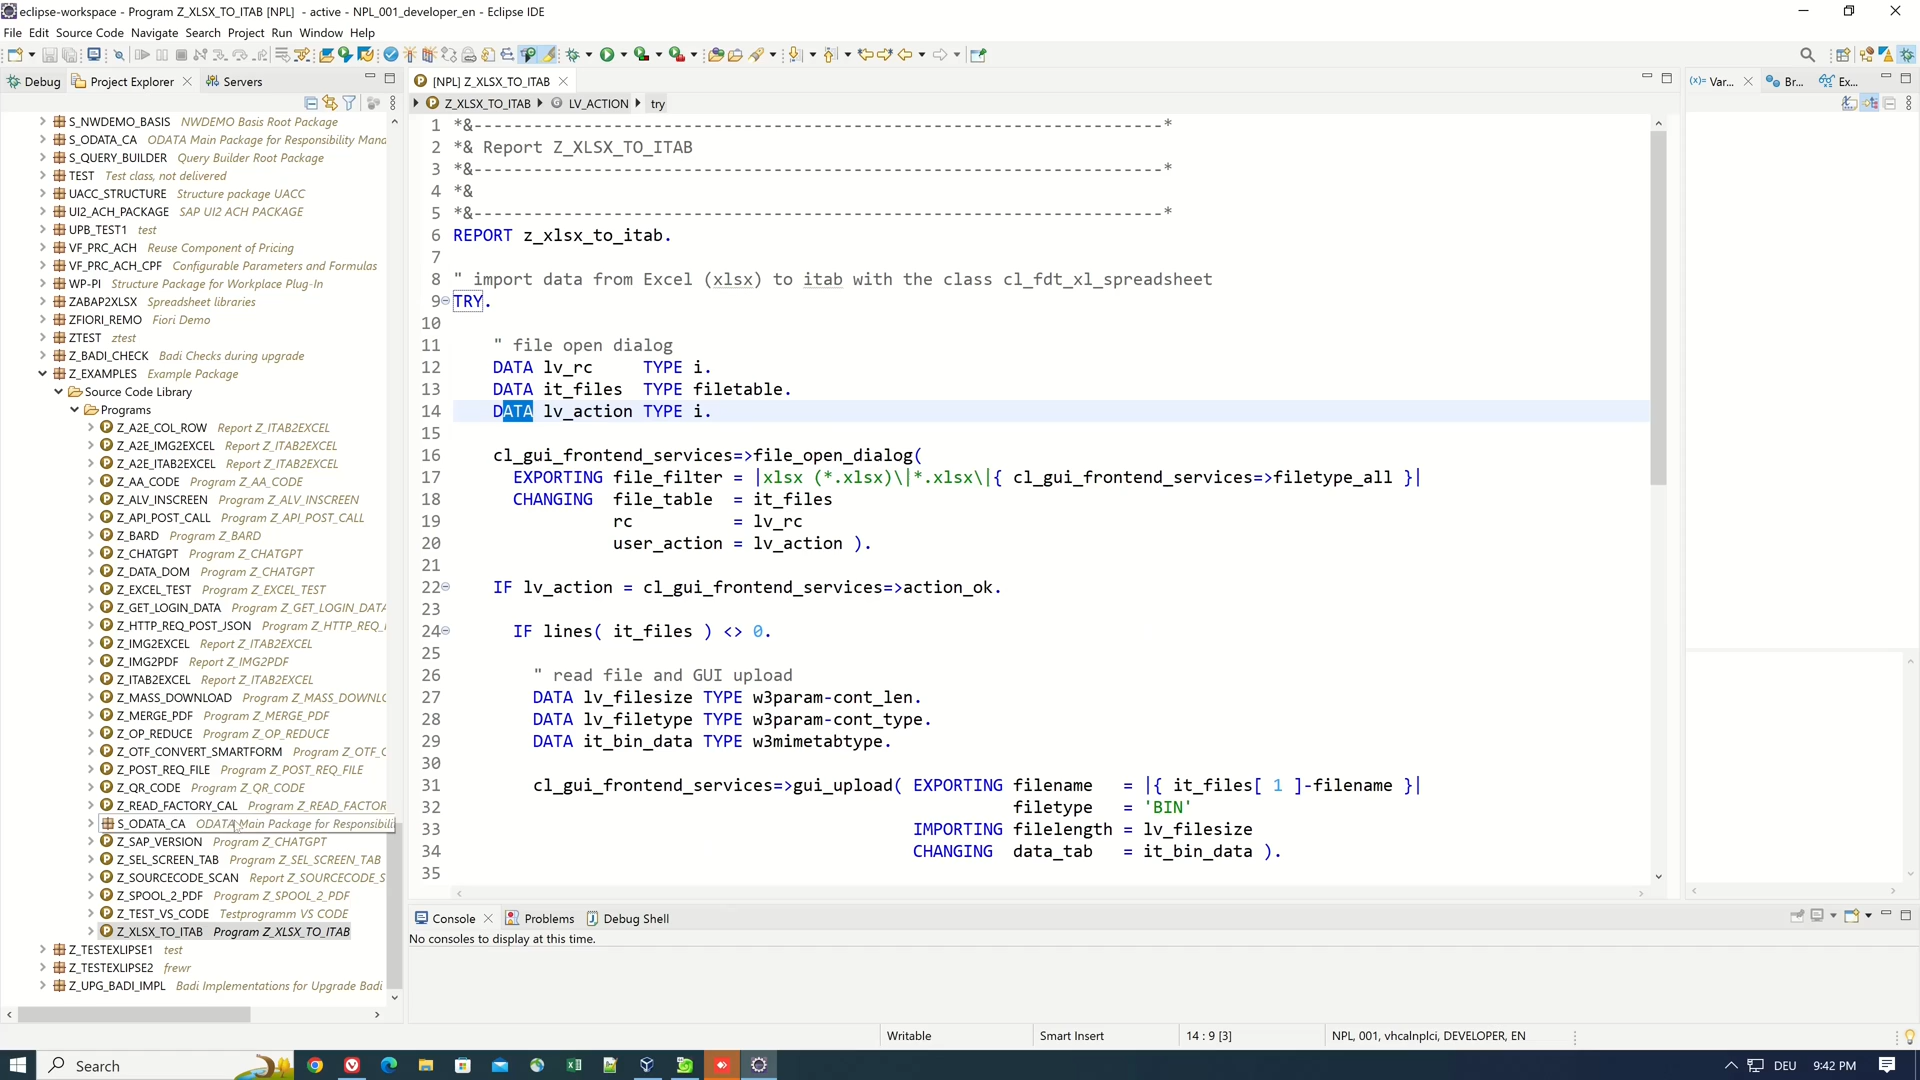 eclipse-workspace - Program Z_XLSX_TO_ITAB [NPL]  - active - NPL_001_developer_en - Eclipse IDE
File Edit Source Code Navigate Search Project Run Window Help
Debug Project Explorer Servers
[NPL] Z_XLSX_TO_ITAB
Var... Br... Ex...
Z_XLSX_TO_ITAB LV_ACTION try
S_NWDEMO_BASIS NWDEMO Basis Root Package
S_ODATA_CA ODATA Main Package for Responsibility Mana
S_QUERY_BUILDER Query Builder Root Package
TEST Test class, not delivered
UACC_STRUCTURE Structure package UACC
UI2_ACH_PACKAGE SAP UI2 ACH PACKAGE
UPB_TEST1 test
VF_PRC_ACH Reuse Component of Pricing
VF_PRC_ACH_CPF Configurable Parameters and Formulas
WP-PI Structure Package for Workplace Plug-In
ZABAP2XLSX Spreadsheet libraries
ZFIORI_REMO Fiori Demo
ZTEST ztest
Z_BADI_CHECK Badi Checks during upgrade
Z_EXAMPLES Example Package
Source Code Library
Programs
Z_A2E_COL_ROW Report Z_ITAB2EXCEL
Z_A2E_IMG2EXCEL Report Z_ITAB2EXCEL
Z_A2E_ITAB2EXCEL Report Z_ITAB2EXCEL
Z_AA_CODE Program Z_AA_CODE
Z_ALV_INSCREEN Program Z_ALV_INSCREEN
Z_API_POST_CALL Program Z_API_POST_CALL
Z_BARD Program Z_BARD
Z_CHATGPT Program Z_CHATGPT
Z_DATA_DOM Program Z_CHATGPT
Z_EXCEL_TEST Program Z_EXCEL_TEST
Z_GET_LOGIN_DATA Program Z_GET_LOGIN_DATA
Z_HTTP_REQ_POST_JSON Program Z_HTTP_REQ_I
Z_IMG2EXCEL Report Z_ITAB2EXCEL
Z_IMG2PDF Report Z_IMG2PDF
Z_ITAB2EXCEL Report Z_ITAB2EXCEL
Z_MASS_DOWNLOAD Program Z_MASS_DOWNLO
Z_MERGE_PDF Program Z_MERGE_PDF
Z_OP_REDUCE Program Z_OP_REDUCE
Z_OTF_CONVERT_SMARTFORM Program Z_OTF_C
Z_POST_REQ_FILE Program Z_POST_REQ_FILE
Z_QR_CODE Program Z_QR_CODE
Z_READ_FACTORY_CAL Program Z_READ_FACTOR
S_ODATA_CA ODATA Main Package for Responsibili
Z_SAP_VERSION Program Z_CHATGPT
Z_SEL_SCREEN_TAB Program Z_SEL_SCREEN_TAB
Z_SOURCECODE_SCAN Report Z_SOURCECODE_S
Z_SPOOL_2_PDF Program Z_SPOOL_2_PDF
Z_TEST_VS_CODE Testprogramm VS CODE
Z_XLSX_TO_ITAB Program Z_XLSX_TO_ITAB
Z_TESTEXLIPSE1 test
Z_TESTEXLIPSE2 frewr
Z_UPG_BADI_IMPL Badi Implementations for Upgrade Badi
1 *&---------------------------------------------------------------------*
2 *& Report Z_XLSX_TO_ITAB
3 *&---------------------------------------------------------------------*
4 *&
5 *&---------------------------------------------------------------------*
6 REPORT z_xlsx_to_itab.
7
8 " import data from Excel (xlsx) to itab with the class cl_fdt_xl_spreadsheet
9 TRY.
10
11 " file open dialog
12 DATA lv_rc     TYPE i.
13 DATA it_files  TYPE filetable.
14 DATA lv_action TYPE i.
15
16 cl_gui_frontend_services=>file_open_dialog(
17 EXPORTING file_filter = |xlsx (*.xlsx)\|*.xlsx\|{ cl_gui_frontend_services=>filetype_all }|
18 CHANGING  file_table  = it_files
19 rc          = lv_rc
20 user_action = lv_action ).
21
22 IF lv_action = cl_gui_frontend_services=>action_ok.
23
24 IF lines( it_files ) <> 0.
25
26 " read file and GUI upload
27 DATA lv_filesize TYPE w3param-cont_len.
28 DATA lv_filetype TYPE w3param-cont_type.
29 DATA it_bin_data TYPE w3mimetabtype.
30
31 cl_gui_frontend_services=>gui_upload( EXPORTING filename   = |{ it_files[ 1 ]-filename }|
32 filetype   = 'BIN'
33 IMPORTING filelength = lv_filesize
34 CHANGING  data_tab   = it_bin_data ).
35
Console Problems Debug Shell
No consoles to display at this time.
Writable Smart Insert 14 : 9 [3] NPL, 001, vhcalnplci, DEVELOPER, EN
Search DEU 9:42 PM